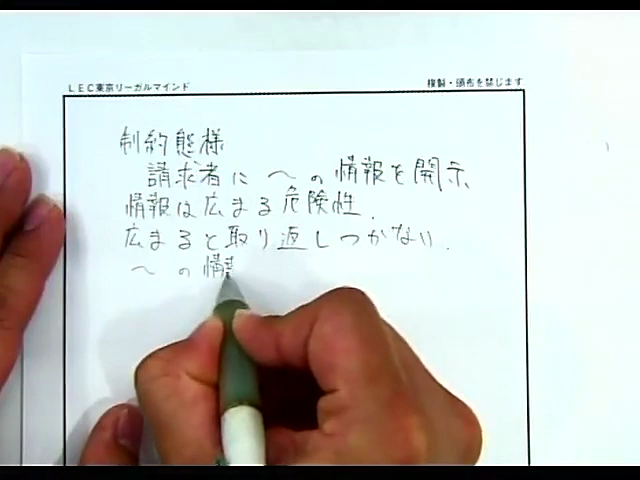 LEC東京リーガルマインド 複製・頒布を禁じます
制約態様
請求者に 〜の情報を開示、
情報は広まる危険性.
広まると取り返しつかない.
〜の情